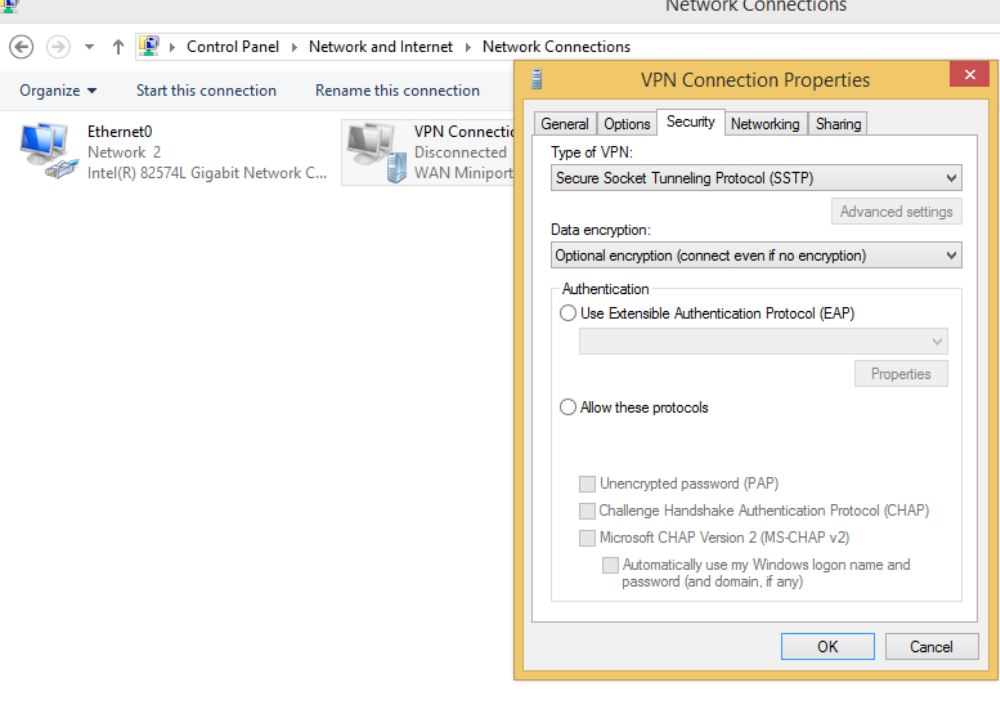 Network Connections
Control Panel Network and Internet Network Connections
Organize Start this connection Rename this connection
Ethernet0
Network 2
Intel(R) 82574L Gigabit Network C...
VPN Connectio
Disconnected
WAN Miniport
VPN Connection Properties
General Options Security Networking Sharing
Type of VPN:
Secure Socket Tunneling Protocol (SSTP)
Advanced settings
Data encryption:
Optional encryption (connect even if no encryption)
Authentication
Use Extensible Authentication Protocol (EAP)
Properties
Allow these protocols
Unencrypted password (PAP)
Challenge Handshake Authentication Protocol (CHAP)
Microsoft CHAP Version 2 (MS-CHAP v2)
Automatically use my Windows logon name and
password (and domain, if any)
OK Cancel